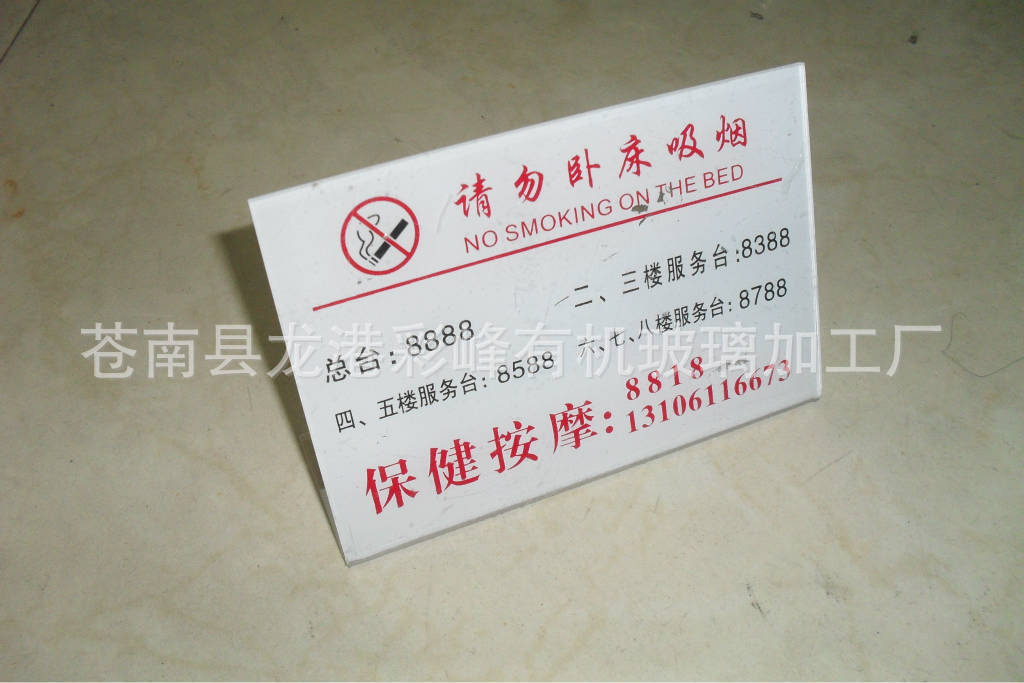 请勿卧床吸烟
NO SMOKING ON THE BED
总台:8888
二、三楼服务台:8388
四、五楼服务台:8588
六、七、八楼服务台:8788
保健按摩:8818
13106116673
苍南县龙港彩峰有机玻璃加工厂